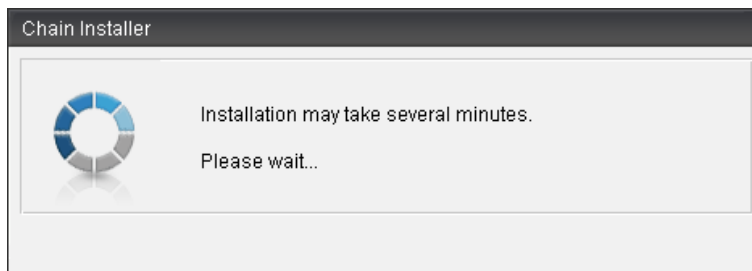 Chain Installer
Installation may take several minutes.
Please wait...